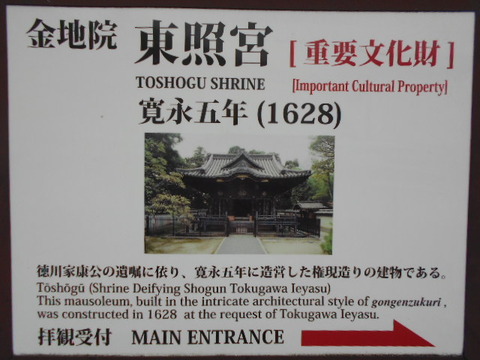 金地院 東照宮 [重要文化財]
TOSHOGU SHRINE [Important Cultural Property]
寛永五年 (1628)
徳川家康公の遺嘱に依り、寛永五年に造営した権現造りの建物である。
Tōshōgū (Shrine Deifying Shogun Tokugawa Ieyasu)
This mausoleum, built in the intricate architectural style of gongenzukuri ,
was constructed in 1628 at the request of Tokugawa Ieyasu.
拝観受付 MAIN ENTRANCE